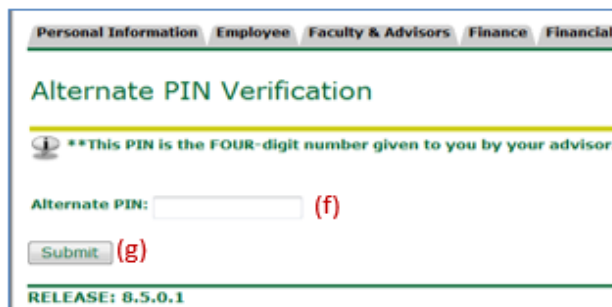 Personal Information Employee Faculty & Advisors Finance Financial
Alternate PIN Verification
**This PIN is the FOUR-digit number given to you by your advisor
Alternate PIN: (f)
Submit (g)
RELEASE: 8.5.0.1